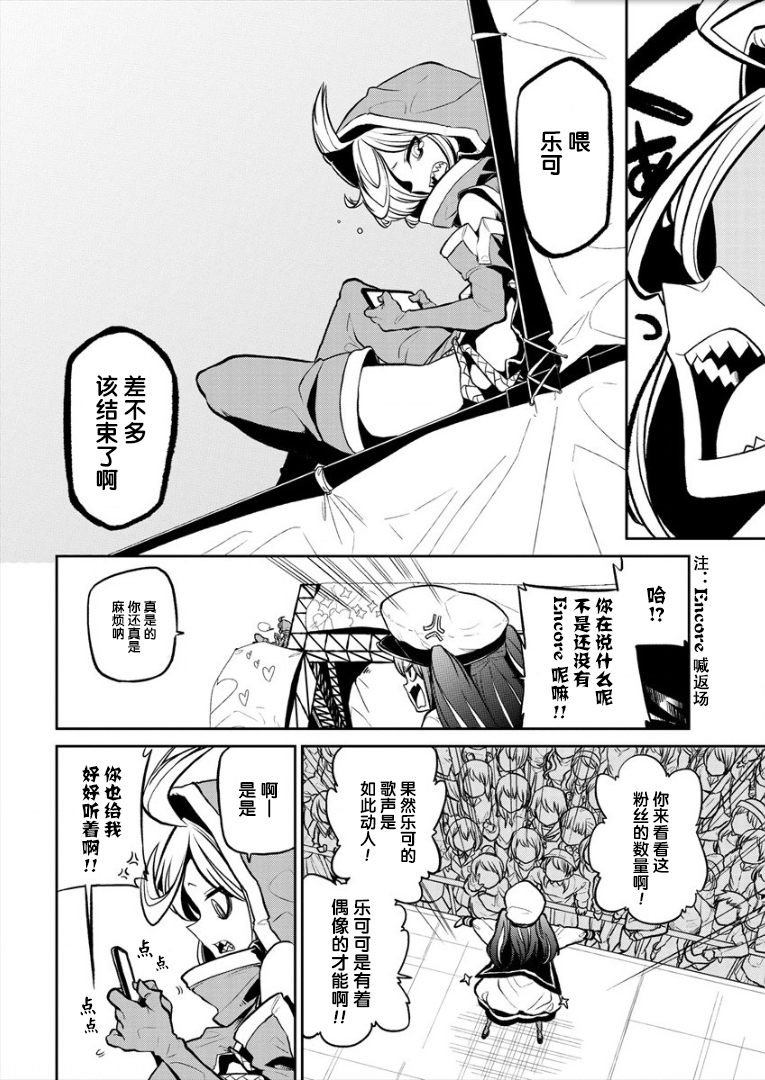 あ
っ
喂
乐可
差不多
该结束了啊
注：Encore 喊返场
哈!?
你在说什么呢
不是还没有
Encore 呢嘛!!
真是的
你还真是
麻烦呐
你来看看这
粉丝的数量啊!
果然乐可的
歌声是
如此动人!
乐可可是有着
偶像的才能啊!!
啊—
是是
你也给我
好好听着啊!!
点点
点点